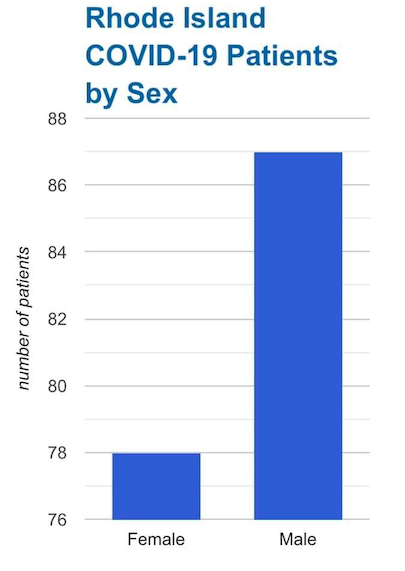 Rhode Island
COVID-19 Patients
by Sex
number of patients
88
86
84
82
80
78
76
Female Male